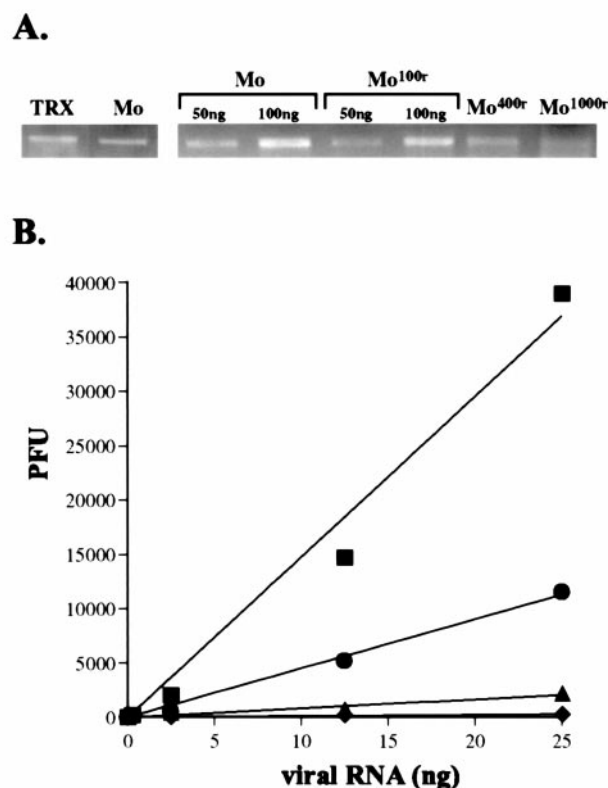 A.
Mo Mo100r
TRX Mo 50ng 100ng 50ng 100ng Mo400r Mo1000r
B.
40000
35000
30000
25000
20000
15000
10000
5000
0
PFU
0 5 10 15 20 25
viral RNA (ng)